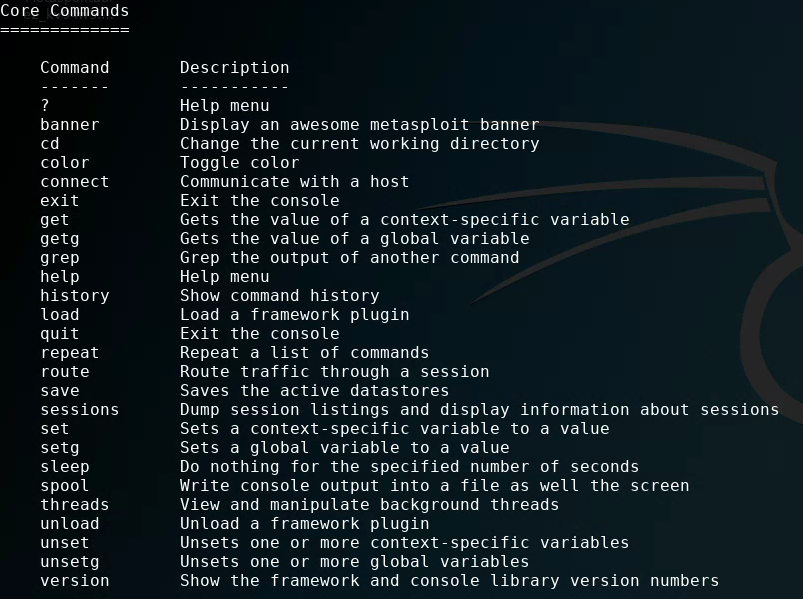 Core Commands
=============
Command       Description
-------       -----------
?             Help menu
banner        Display an awesome metasploit banner
cd            Change the current working directory
color         Toggle color
connect       Communicate with a host
exit          Exit the console
get           Gets the value of a context-specific variable
getg          Gets the value of a global variable
grep          Grep the output of another command
help          Help menu
history       Show command history
load          Load a framework plugin
quit          Exit the console
repeat        Repeat a list of commands
route         Route traffic through a session
save          Saves the active datastores
sessions      Dump session listings and display information about sessions
set           Sets a context-specific variable to a value
setg          Sets a global variable to a value
sleep         Do nothing for the specified number of seconds
spool         Write console output into a file as well the screen
threads       View and manipulate background threads
unload        Unload a framework plugin
unset         Unsets one or more context-specific variables
unsetg        Unsets one or more global variables
version       Show the framework and console library version numbers